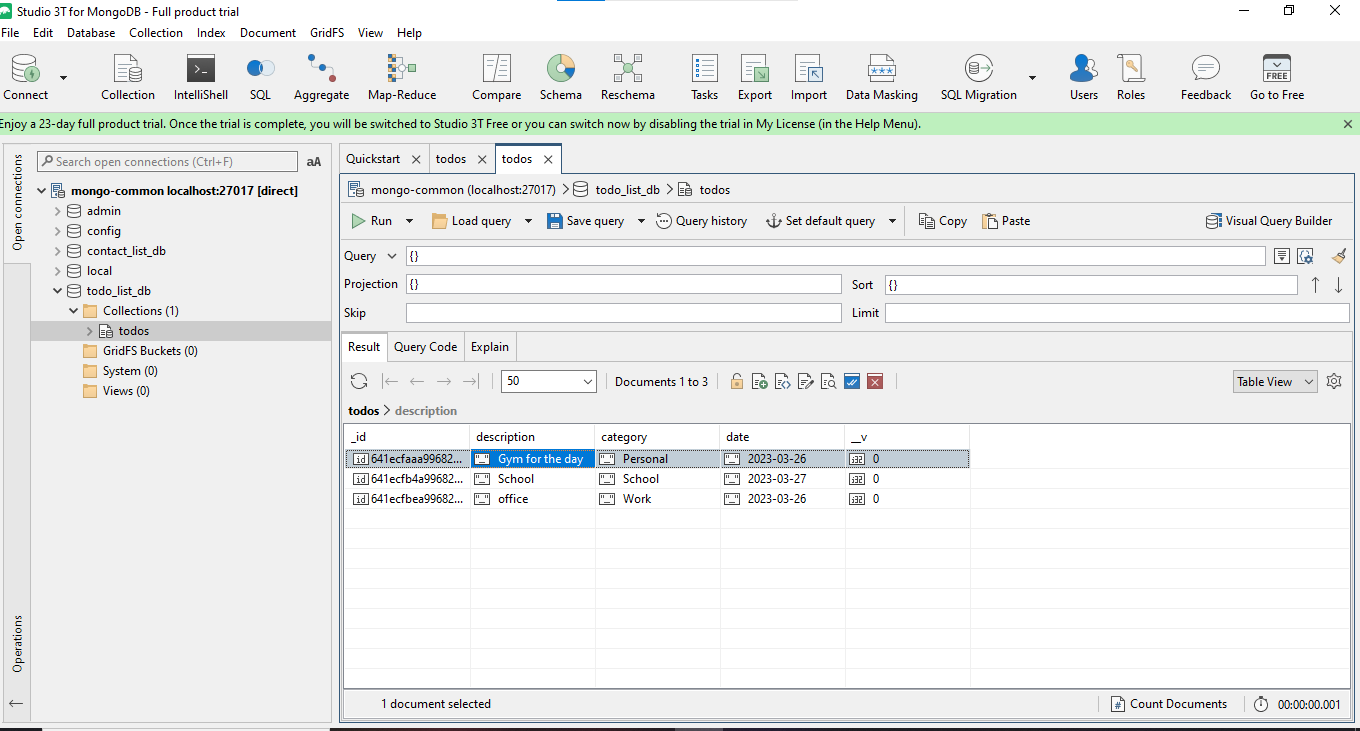 Studio 3T for MongoDB - Full product trial
File Edit Database Collection Index Document GridFS View Help
Connect Collection IntelliShell SQL Aggregate Map-Reduce Compare Schema Reschema Tasks Export Import Data Masking SQL Migration Users Roles Feedback FREE Go to Free
Enjoy a 23-day full product trial. Once the trial is complete, you will be switched to Studio 3T Free or you can switch now by disabling the trial in My License (in the Help Menu).
Open connections
Operations
Search open connections (Ctrl+F) aA
mongo-common localhost:27017 [direct]
admin
config
contact_list_db
local
todo_list_db
Collections (1)
todos
GridFS Buckets (0)
System (0)
Views (0)
Quickstart todos todos
mongo-common (localhost:27017) todo_list_db todos
Run Load query Save query Query history Set default query Copy Paste Visual Query Builder
Query {}
Projection {} Sort {}
Skip Limit
Result Query Code Explain
50 Documents 1 to 3 Table View
todos description
_id description category date __v
id 641ecfaaa99682... "_" Gym for the day "_" Personal "_" 2023-03-26 i32 0
id 641ecfb4a99682... "_" School "_" School "_" 2023-03-27 i32 0
id 641ecfbea99682... "_" office "_" Work "_" 2023-03-26 i32 0
1 document selected # Count Documents 00:00:00.001